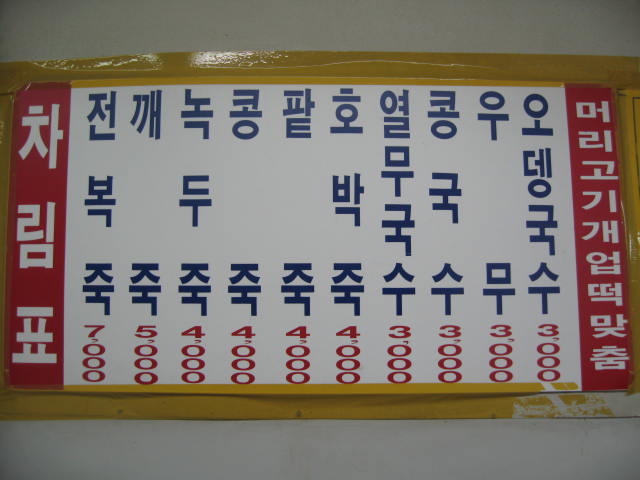 차림표
전복죽 7,000
깨죽 5,000
녹두죽 4,000
콩죽 4,000
팥죽 4,000
호박죽 4,000
열무국수 3,000
콩국수 3,000
우무 3,000
오뎅국수 3,000
머리고기개업떡맞춤